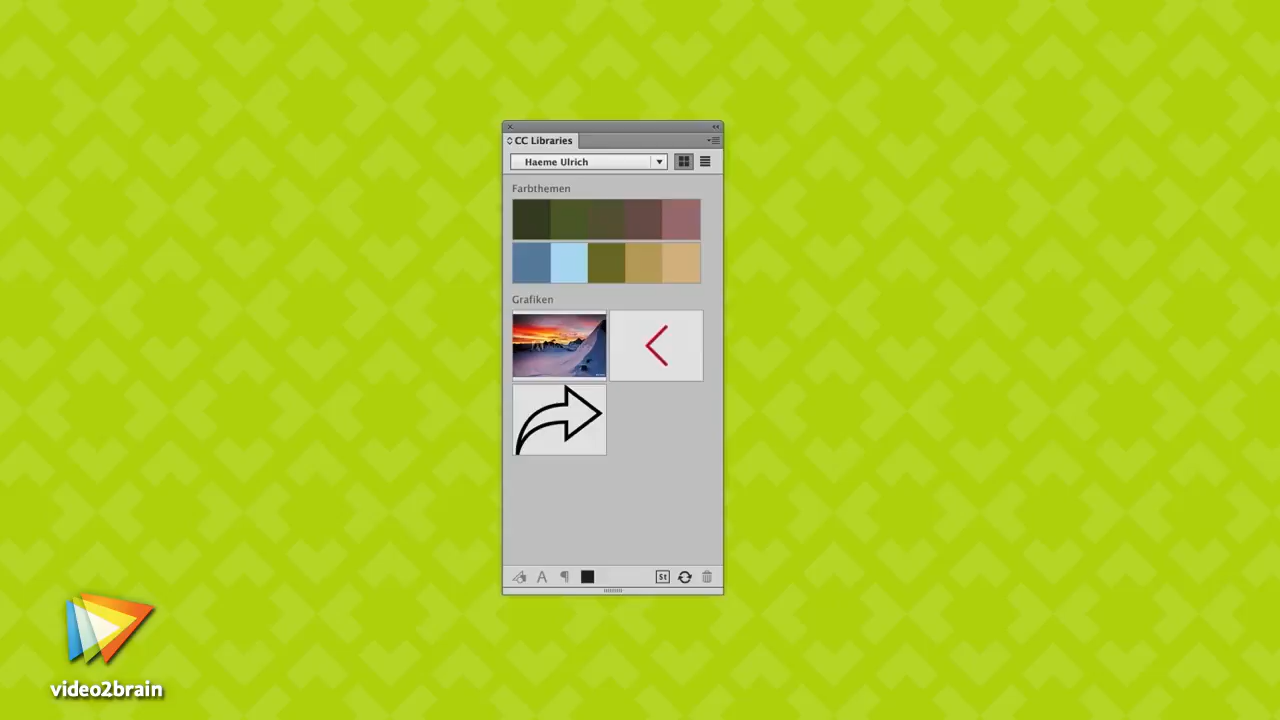 CC Libraries
Haeme Ulrich
Farbthemen
Grafiken
St
video2brain